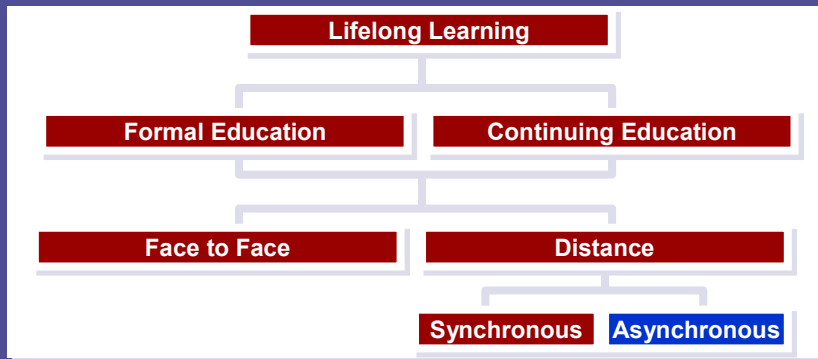 Lifelong Learning
Formal Education
Continuing Education
Face to Face
Distance
Synchronous
Asynchronous